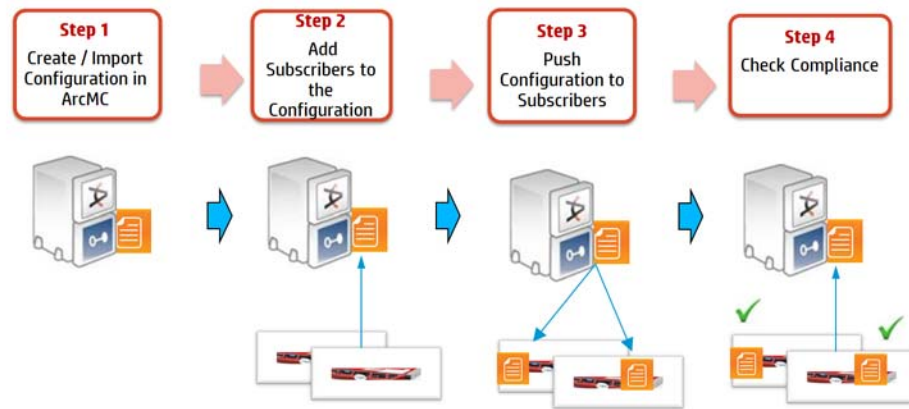 Step 1
Create / Import
Configuration in
ArcMC
Step 2
Add
Subscribers to
the
Configuration
Step 3
Push
Configuration to
Subscribers
Step 4
Check Compliance